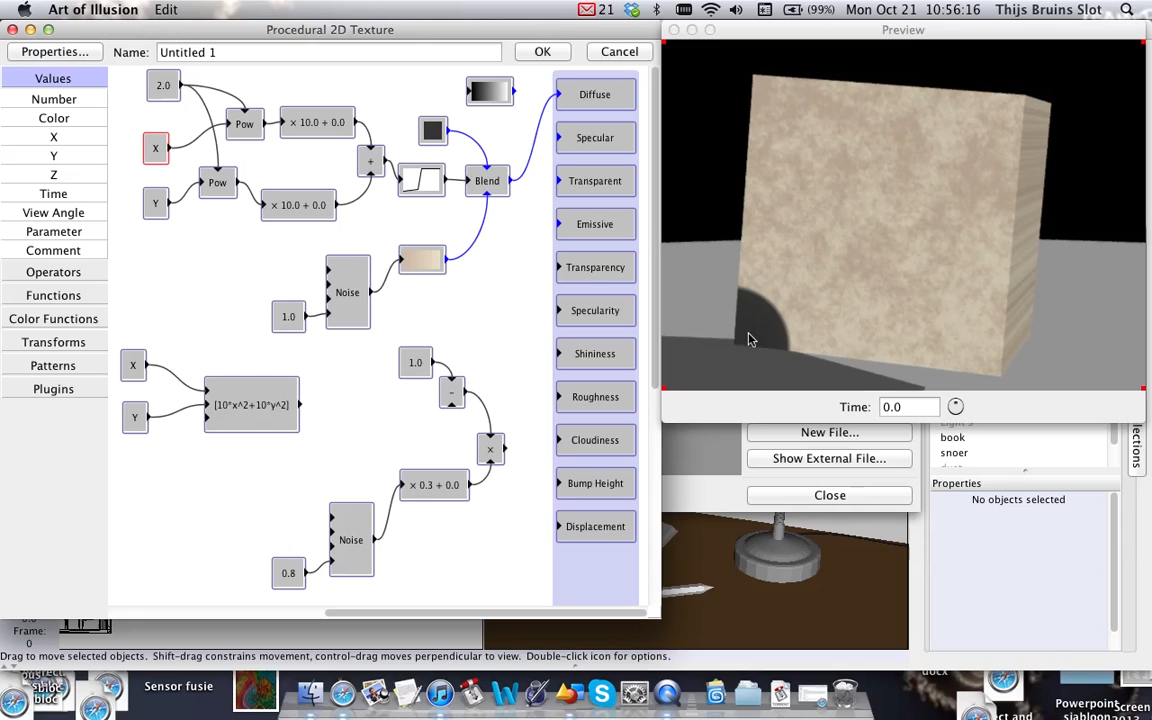 Art of Illusion Edit
21 (99%) Mon Oct 21 10:56:16 Thijs Bruins Slot
Procedural 2D Texture
Preview
Properties... Name: Untitled 1 OK Cancel
Values
Number
Color
X
Y
Z
Time
View Angle
Parameter
Comment
Operators
Functions
Color Functions
Transforms
Patterns
Plugins
2.0
Pow
× 10.0 + 0.0
X
+
Y
Pow
× 10.0 + 0.0
Blend
Noise
1.0
X
Y
[10*x^2+10*y^2]
1.0
-
×
× 0.3 + 0.0
Noise
0.8
Diffuse
Specular
Transparent
Emissive
Transparency
Specularity
Shininess
Roughness
Cloudiness
Bump Height
Displacement
Time: 0.0
New File...
Show External File...
Close
book
snoer
Properties
No objects selected
Frame:
0
Drag to move selected objects. Shift-drag constrains movement, control-drag moves perpendicular to view. Double-click icon for options.
Sensor fusie
docx
Powerpoint